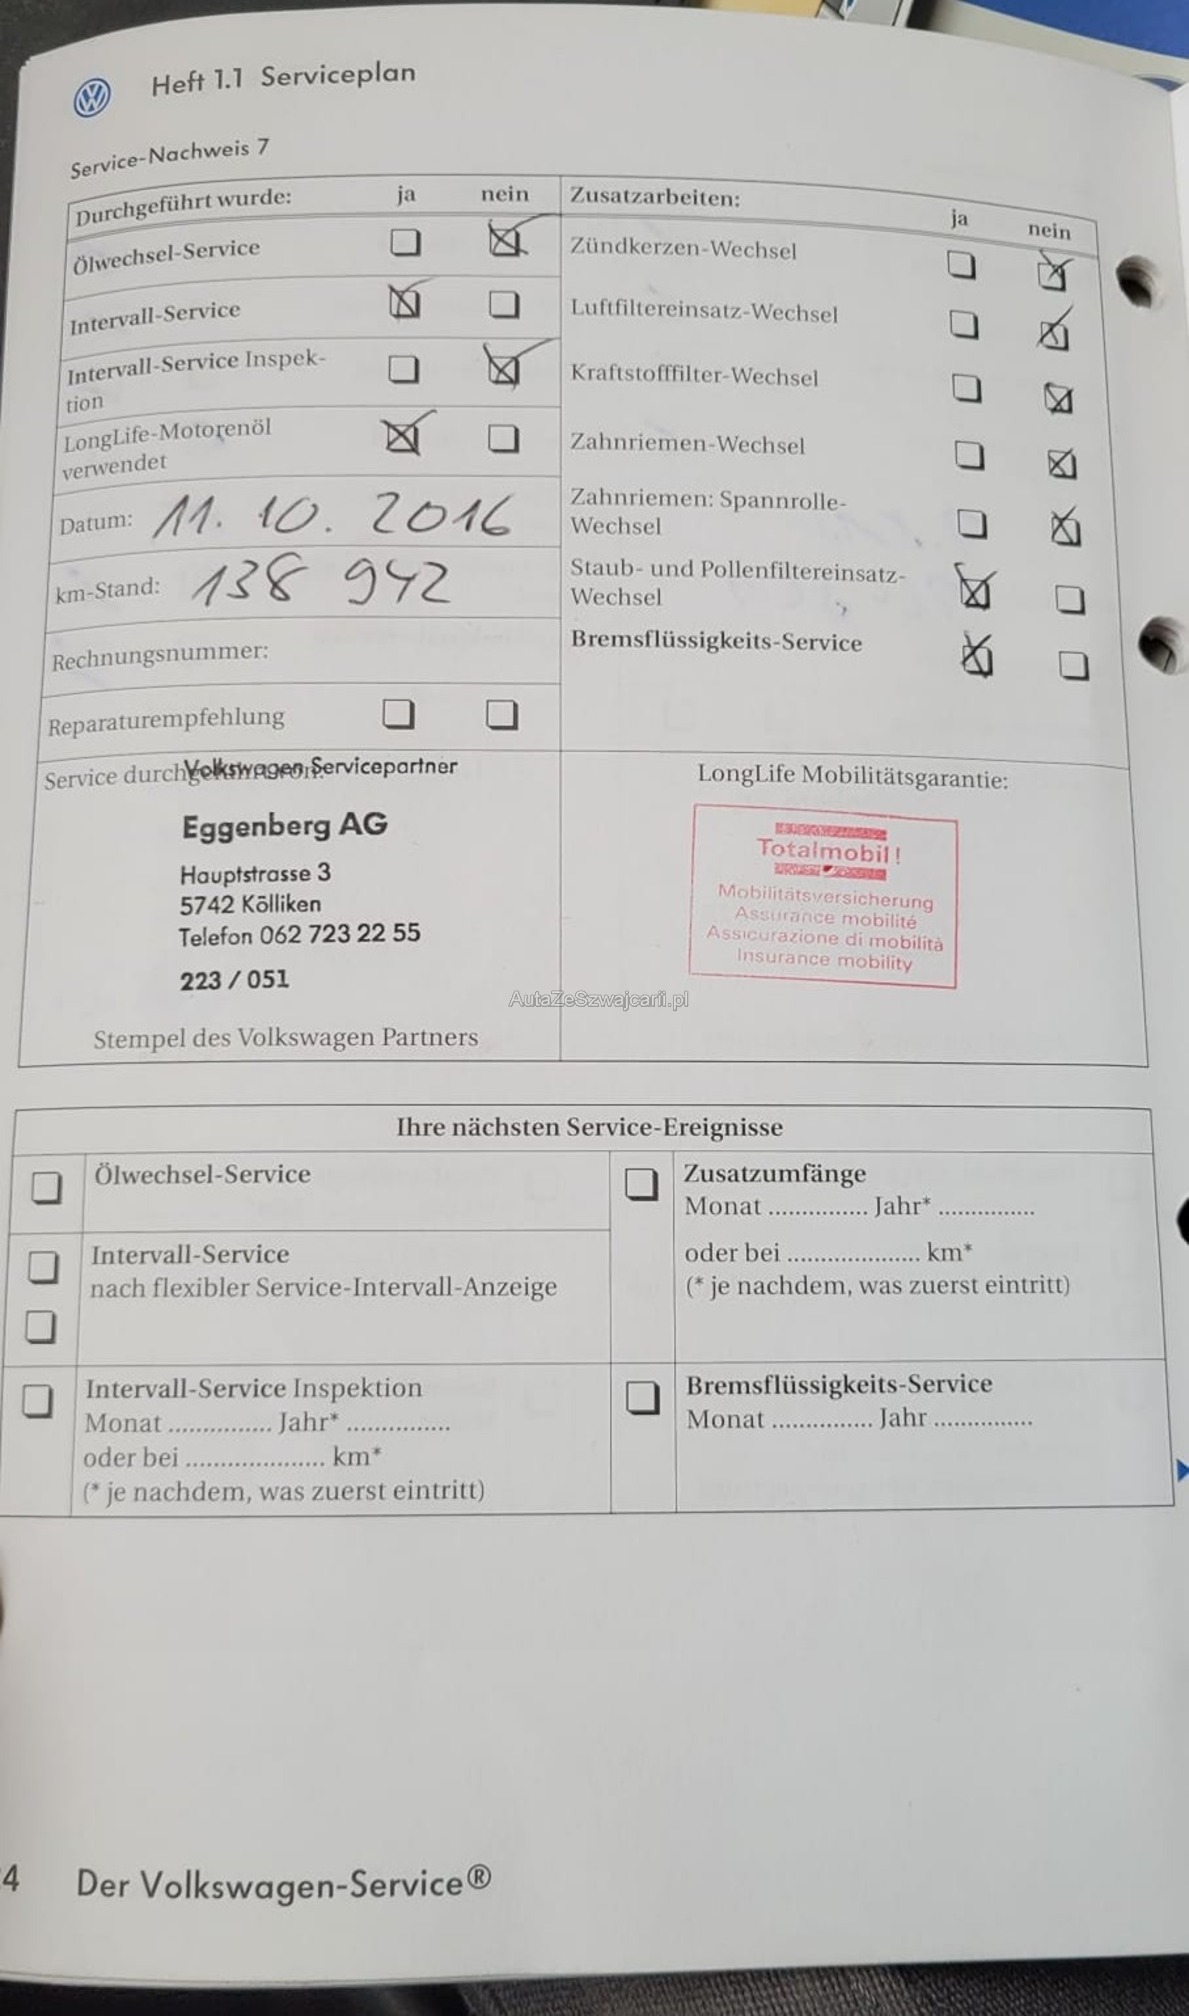 Heft 1.1 Serviceplan
Service-Nachweis 7
Durchgeführt wurde: ja nein
Ölwechsel-Service
Intervall-Service
Intervall-Service Inspek-
tion
LongLife-Motorenöl
verwendet
Datum: 11. 10. 2016
km-Stand: 138 942
Rechnungsnummer:
Reparaturempfehlung
Zusatzarbeiten: ja nein
Zündkerzen-Wechsel
Luftfiltereinsatz-Wechsel
Kraftstofffilter-Wechsel
Zahnriemen-Wechsel
Zahnriemen: Spannrolle-
Wechsel
Staub- und Pollenfiltereinsatz-
Wechsel
Bremsflüssigkeits-Service
Service
Volkswagen Servicepartner
Eggenberg AG
Hauptstrasse 3
5742 Kölliken
Telefon 062 723 22 55
223 / 051
Stempel des Volkswagen Partners
LongLife Mobilitätsgarantie:
Totalmobil!
Mobilitätsversicherung
Assurance mobilité
Assicurazione di mobilità
Insurance mobility
AutaZeSzwajcarii.pl
Ihre nächsten Service-Ereignisse
Ölwechsel-Service
Intervall-Service
nach flexibler Service-Intervall-Anzeige
Intervall-Service Inspektion
Monat ............... Jahr* ...............
oder bei .................... km*
(* je nachdem, was zuerst eintritt)
Zusatzumfänge
Monat ............... Jahr* ...............
oder bei .................... km*
(* je nachdem, was zuerst eintritt)
Bremsflüssigkeits-Service
Monat ............... Jahr ...............
4 Der Volkswagen-Service®